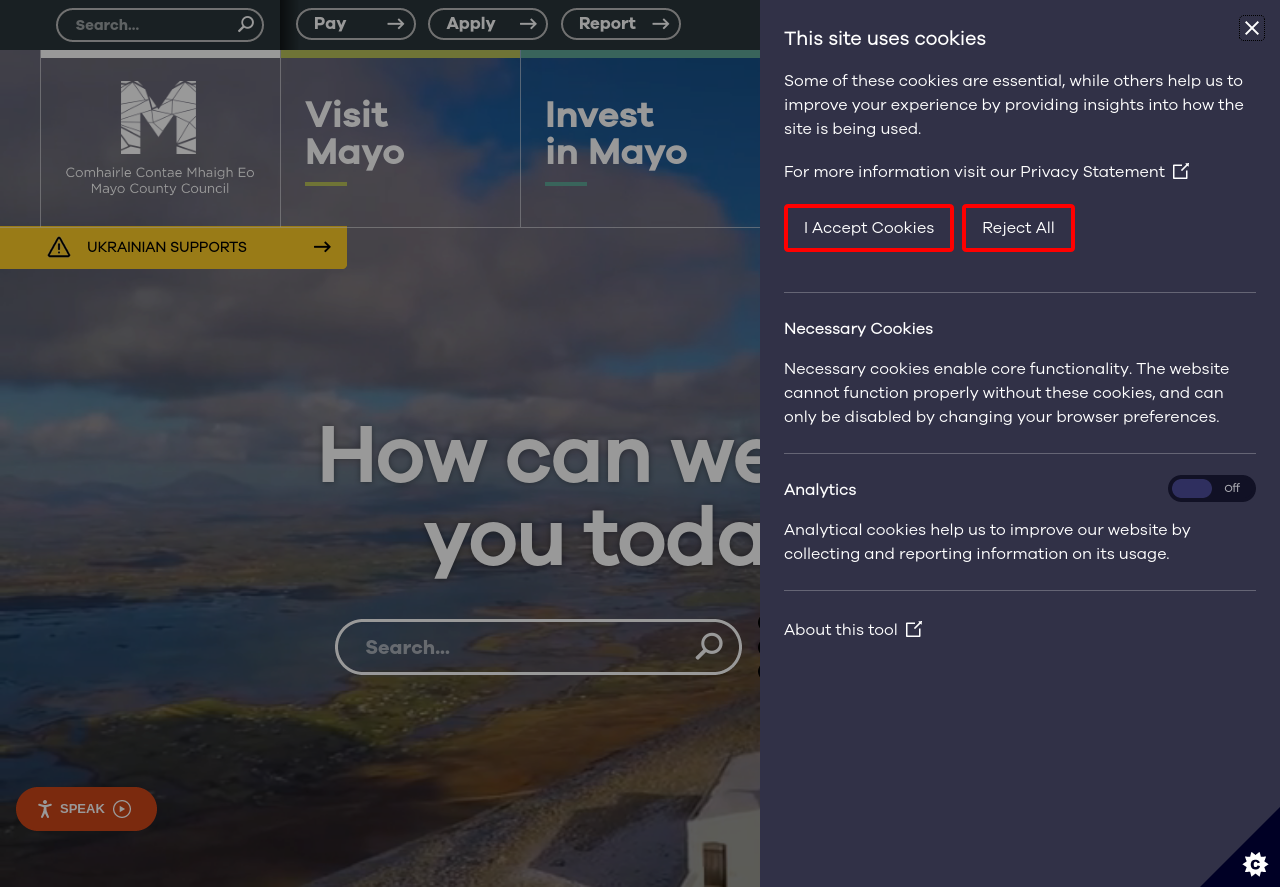 Search...
Pay
Apply
Report
Comhairle Contae Mhaigh Eo
Mayo County Council
Visit
Mayo
Invest
in Mayo
UKRAINIAN SUPPORTS
How can we
you toda
Search...
SPEAK
This site uses cookies
Some of these cookies are essential, while others help us to
improve your experience by providing insights into how the
site is being used.
For more information visit our Privacy Statement
I Accept Cookies
Reject All
Necessary Cookies
Necessary cookies enable core functionality. The website
cannot function properly without these cookies, and can
only be disabled by changing your browser preferences.
Analytics
Off
Analytical cookies help us to improve our website by
collecting and reporting information on its usage.
About this tool
C